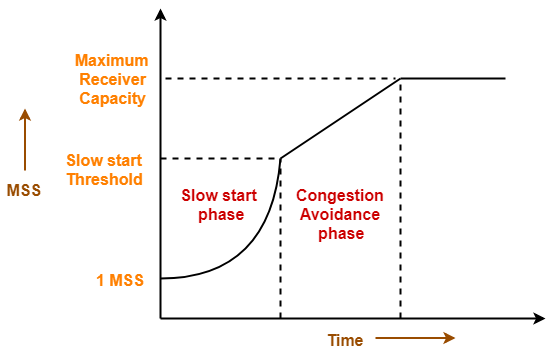 Maximum
Receiver
Capacity
Slow start
Threshold
MSS
Slow start
phase
Congestion
Avoidance
phase
1 MSS
Time